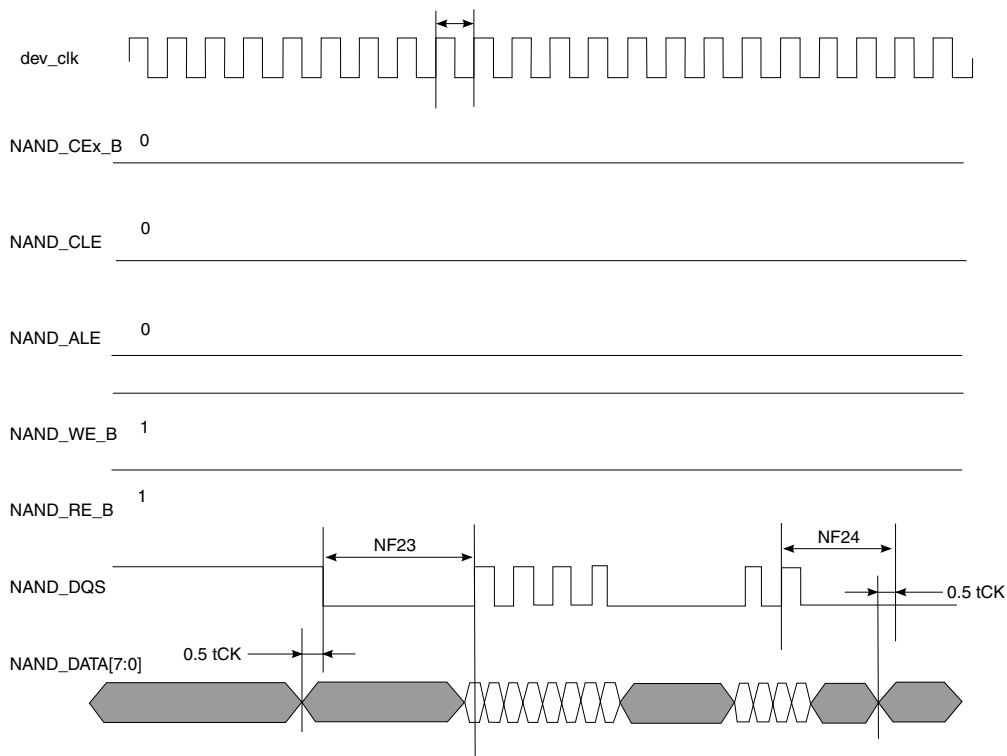 dev_clk
NAND_CEx_B 0
NAND_CLE 0
NAND_ALE 0
NAND_WE_B 1
NAND_RE_B 1
NF23
NF24
NAND_DQS
0.5 tCK
0.5 tCK
NAND_DATA[7:0]